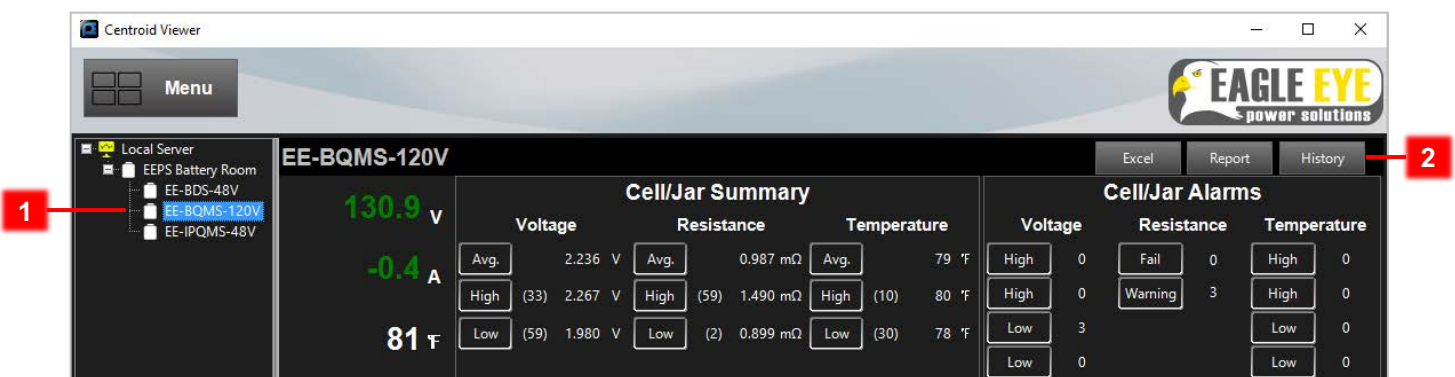 Centroid Viewer
Menu
EAGLE EYE
power solutions
Local Server
EEPS Battery Room
EE-BDS-48V
EE-BQMS-120V
EE-IPQMS-48V
1
EE-BQMS-120V
Excel Report History
2
130.9 V
-0.4 A
81 °F
Cell/Jar Summary
Voltage Resistance Temperature
Avg. 2.236 V Avg. 0.987 mΩ Avg. 79 °F
High (33) 2.267 V High (59) 1.490 mΩ High (10) 80 °F
Low (59) 1.980 V Low (2) 0.899 mΩ Low (30) 78 °F
Cell/Jar Alarms
Voltage Resistance Temperature
High 0 Fail 0 High 0
High 0 Warning 3 High 0
Low 3 Low 0
Low 0 Low 0